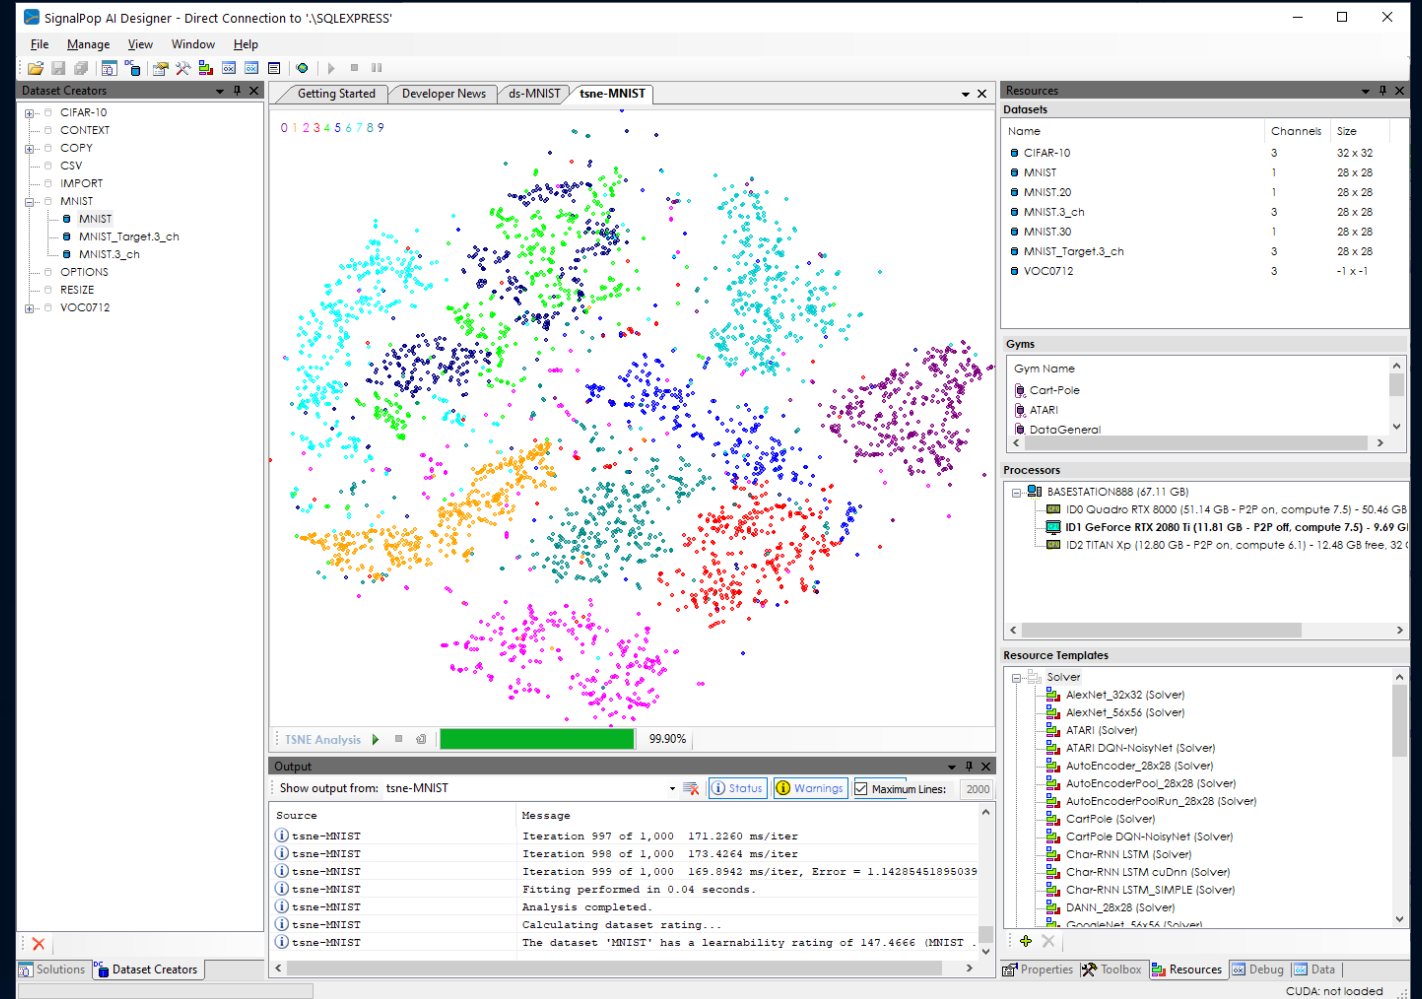 SignalPop AI Designer - Direct Connection to '.\SQLEXPRESS'
File Manage View Window Help
Dataset Creators
CIFAR-10
CONTEXT
COPY
CSV
IMPORT
MNIST
MNIST
MNIST_Target.3_ch
MNIST.3_ch
OPTIONS
RESIZE
VOC0712
Solutions Dataset Creators
Getting Started Developer News ds-MNIST tsne-MNIST
0 1 2 3 4 5 6 7 8 9
TSNE Analysis 99.90%
Output
Show output from: tsne-MNIST Status Warnings Maximum Lines: 2000
Source Message
tsne-MNIST Iteration 997 of 1,000 171.2260 ms/iter
tsne-MNIST Iteration 998 of 1,000 173.4264 ms/iter
tsne-MNIST Iteration 999 of 1,000 169.8942 ms/iter, Error = 1.14285451895039
tsne-MNIST Fitting performed in 0.04 seconds.
tsne-MNIST Analysis completed.
tsne-MNIST Calculating dataset rating...
tsne-MNIST The dataset 'MNIST' has a learnability rating of 147.4666 (MNIST .
Resources
Datasets
Name Channels Size
CIFAR-10 3 32 x 32
MNIST 1 28 x 28
MNIST.20 1 28 x 28
MNIST.3_ch 3 28 x 28
MNIST.30 1 28 x 28
MNIST_Target.3_ch 3 28 x 28
VOC0712 3 -1 x -1
Gyms
Gym Name
Cart-Pole
ATARI
DataGeneral
Processors
BASESTATION888 (67.11 GB)
ID0 Quadro RTX 8000 (51.14 GB - P2P on, compute 7.5) - 50.46 GB
ID1 GeForce RTX 2080 Ti (11.81 GB - P2P off, compute 7.5) - 9.69 G
ID2 TITAN Xp (12.80 GB - P2P on, compute 6.1) - 12.48 GB free, 32
Resource Templates
Solver
AlexNet_32x32 (Solver)
AlexNet_56x56 (Solver)
ATARI (Solver)
ATARI DQN-NoisyNet (Solver)
AutoEncoder_28x28 (Solver)
AutoEncoderPool_28x28 (Solver)
AutoEncoderPoolRun_28x28 (Solver)
CartPole (Solver)
CartPole DQN-NoisyNet (Solver)
Char-RNN LSTM (Solver)
Char-RNN LSTM cuDnn (Solver)
Char-RNN LSTM_SIMPLE (Solver)
DANN_28x28 (Solver)
GoogleNet_56x56 (Solver)
Properties Toolbox Resources Debug Data
CUDA: not loaded